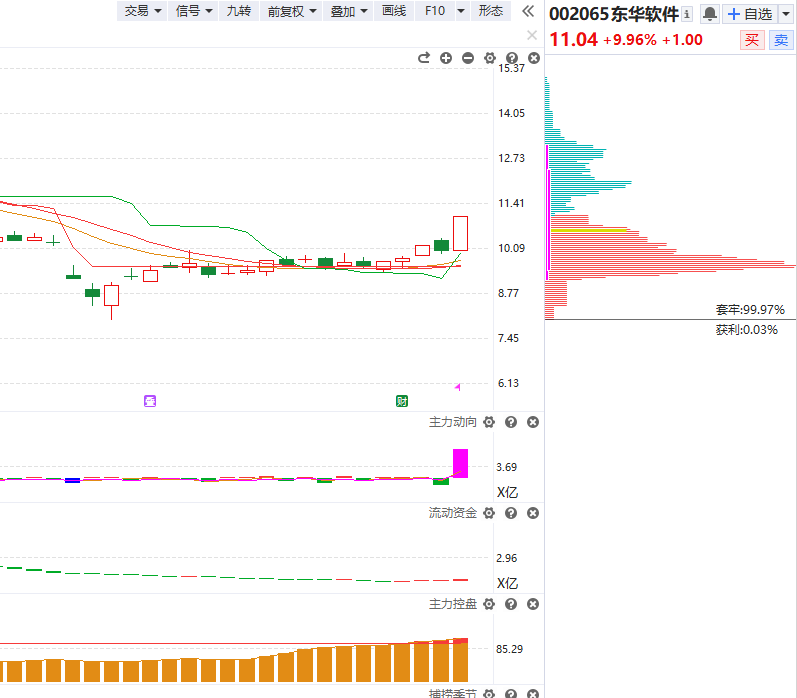 交易 信号 九转 前复权 叠加 画线 F10 形态
002065东华软件 自选
11.04 +9.96% +1.00 买 卖
15.37
14.05
12.73
11.41
10.09
8.77
7.45
6.13
财
套牢:99.97%
获利:0.03%
主力动向
3.69
X亿
流动资金
2.96
X亿
主力控盘
85.29
捕捞季节